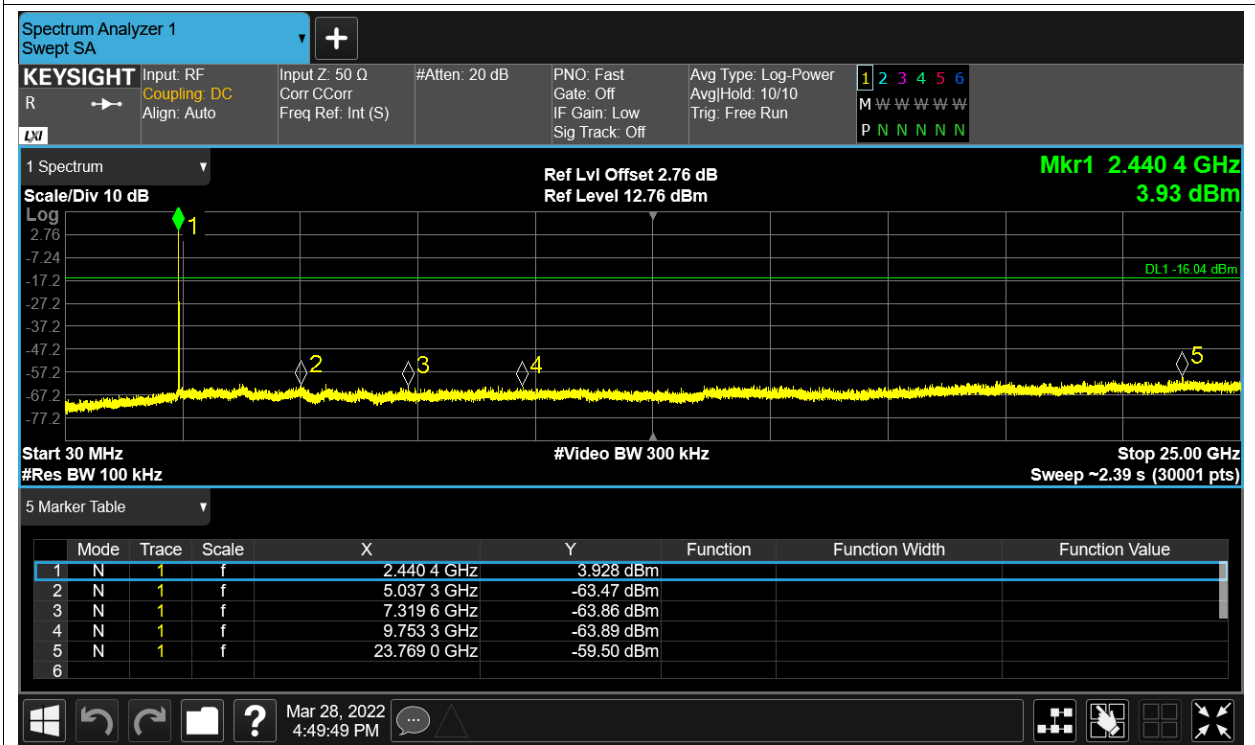 Spectrum Analyzer 1
Swept SA
KEYSIGHT
R
LXI
Input: RF
Coupling: DC
Align: Auto
Input Z: 50 Ω
Corr CCorr
Freq Ref: Int (S)
#Atten: 20 dB
PNO: Fast
Gate: Off
IF Gain: Low
Sig Track: Off
Avg Type: Log-Power
Avg|Hold: 10/10
Trig: Free Run
1 2 3 4 5 6
M W W W W W
P N N N N N
1 Spectrum
Scale/Div 10 dB
Ref Lvl Offset 2.76 dB
Ref Level 12.76 dBm
Mkr1 2.440 4 GHz
3.93 dBm
Log
2.76
-7.24
-17.2
-27.2
-37.2
-47.2
-57.2
-67.2
-77.2
1
2
3
4
5
DL1 -16.04 dBm
Start 30 MHz
#Video BW 300 kHz
Stop 25.00 GHz
#Res BW 100 kHz
Sweep ~2.39 s (30001 pts)
5 Marker Table
Mode Trace Scale X Y Function Function Width Function Value
1 N 1 f 2.440 4 GHz 3.928 dBm
2 N 1 f 5.037 3 GHz -63.47 dBm
3 N 1 f 7.319 6 GHz -63.86 dBm
4 N 1 f 9.753 3 GHz -63.89 dBm
5 N 1 f 23.769 0 GHz -59.50 dBm
6
?
Mar 28, 2022
4:49:49 PM